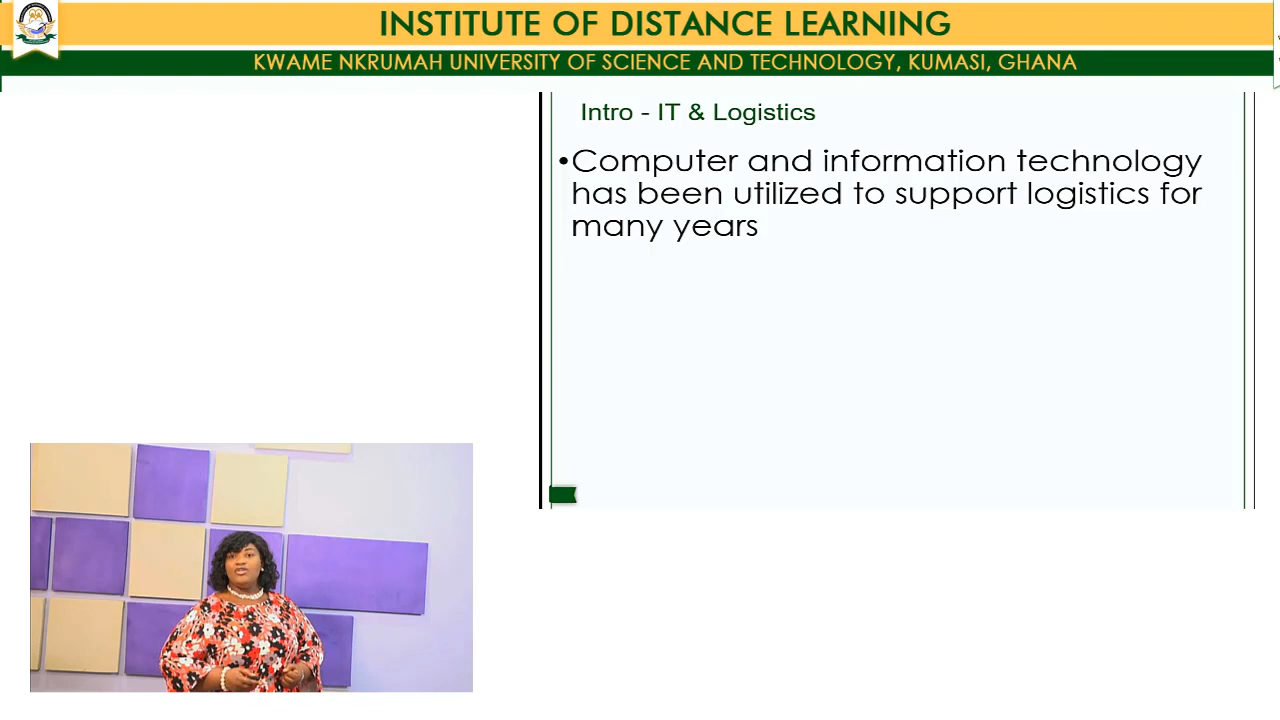 INSTITUTE OF DISTANCE LEARNING
KWAME NKRUMAH UNIVERSITY OF SCIENCE AND TECHNOLOGY, KUMASI, GHANA
Intro - IT & Logistics
•Computer and information technology
has been utilized to support logistics for
many years